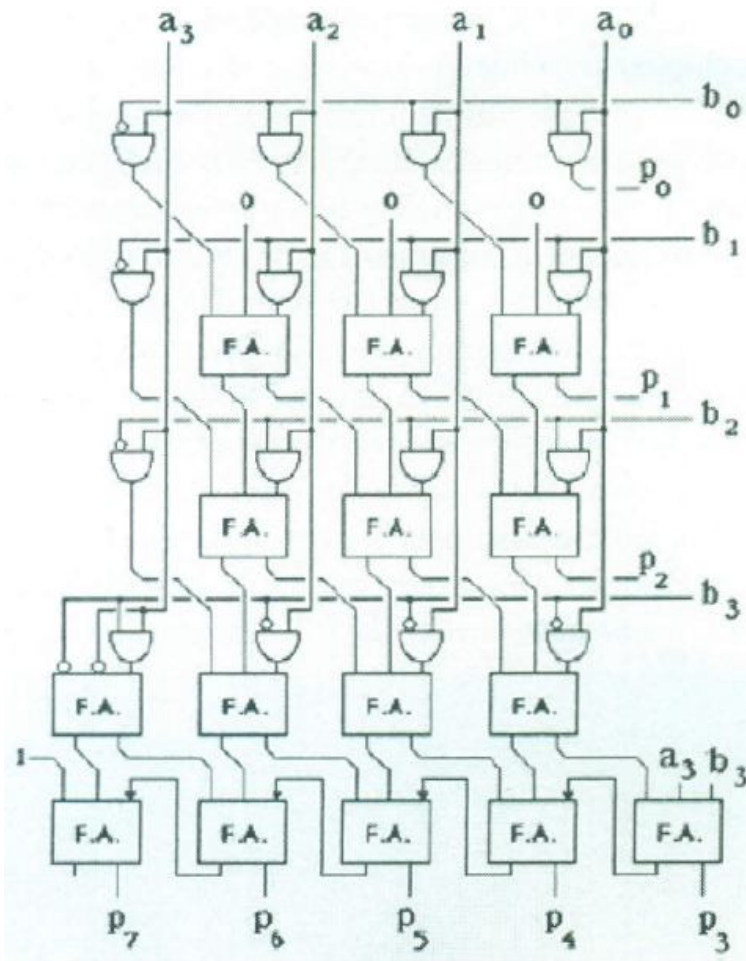 a3 a2 a1 a0
b0
p0
0 0 0
b1
F.A. F.A. F.A.
p1
b2
F.A. F.A. F.A.
p2
b3
F.A. F.A. F.A. F.A.
1 a3 b3
F.A. F.A. F.A. F.A. F.A.
p7 p6 p5 p4 p3